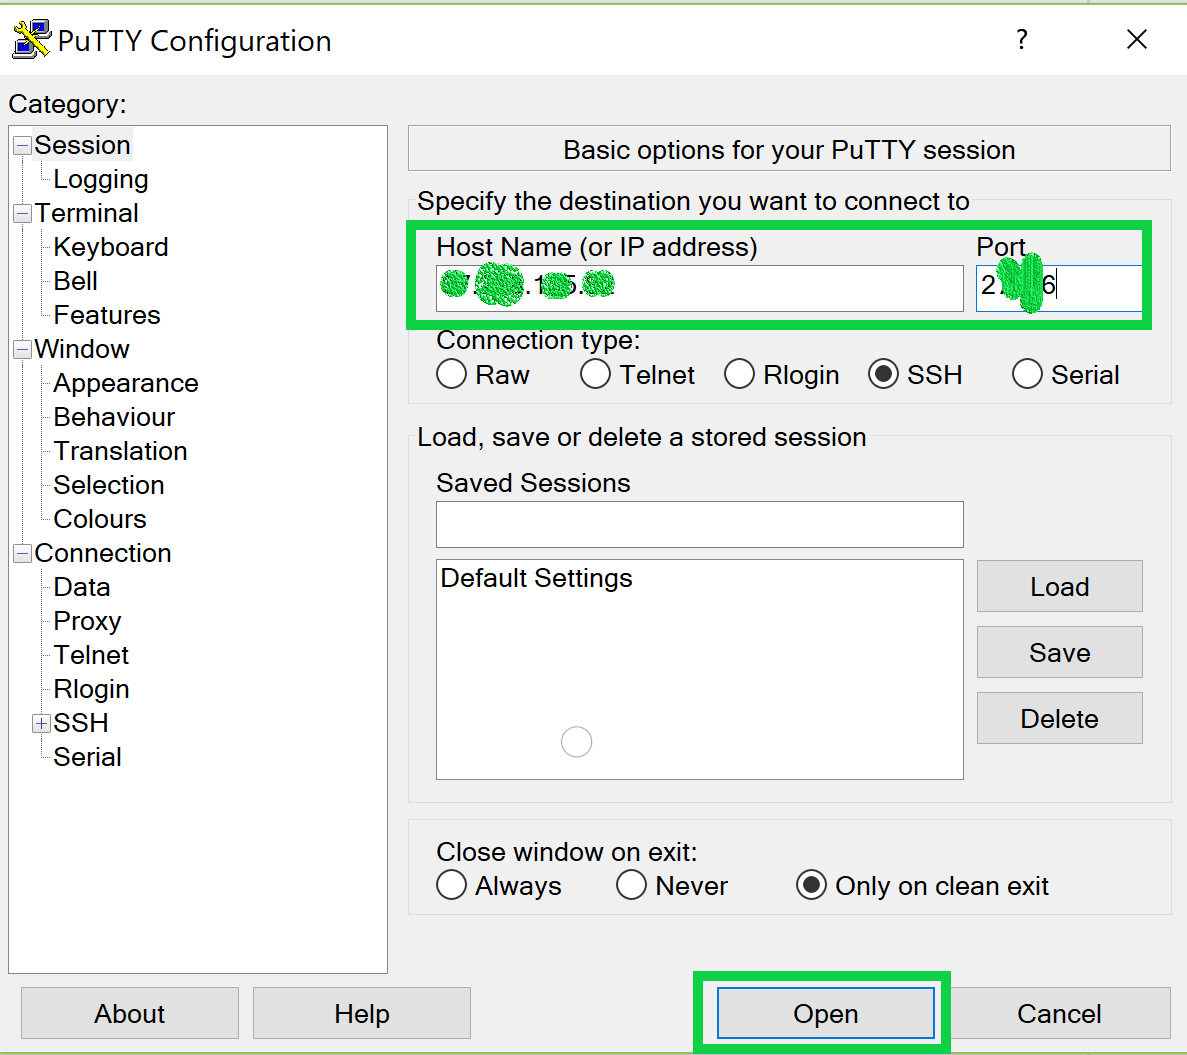 PuTTY Configuration
?
Category:
Session
Logging
Terminal
Keyboard
Bell
Features
Window
Appearance
Behaviour
Translation
Selection
Colours
Connection
Data
Proxy
Telnet
Rlogin
SSH
Serial
Basic options for your PuTTY session
Specify the destination you want to connect to
Host Name (or IP address) Port
Connection type:
Raw Telnet Rlogin SSH Serial
Load, save or delete a stored session
Saved Sessions
Default Settings
Load
Save
Delete
Close window on exit:
Always Never Only on clean exit
About Help Open Cancel